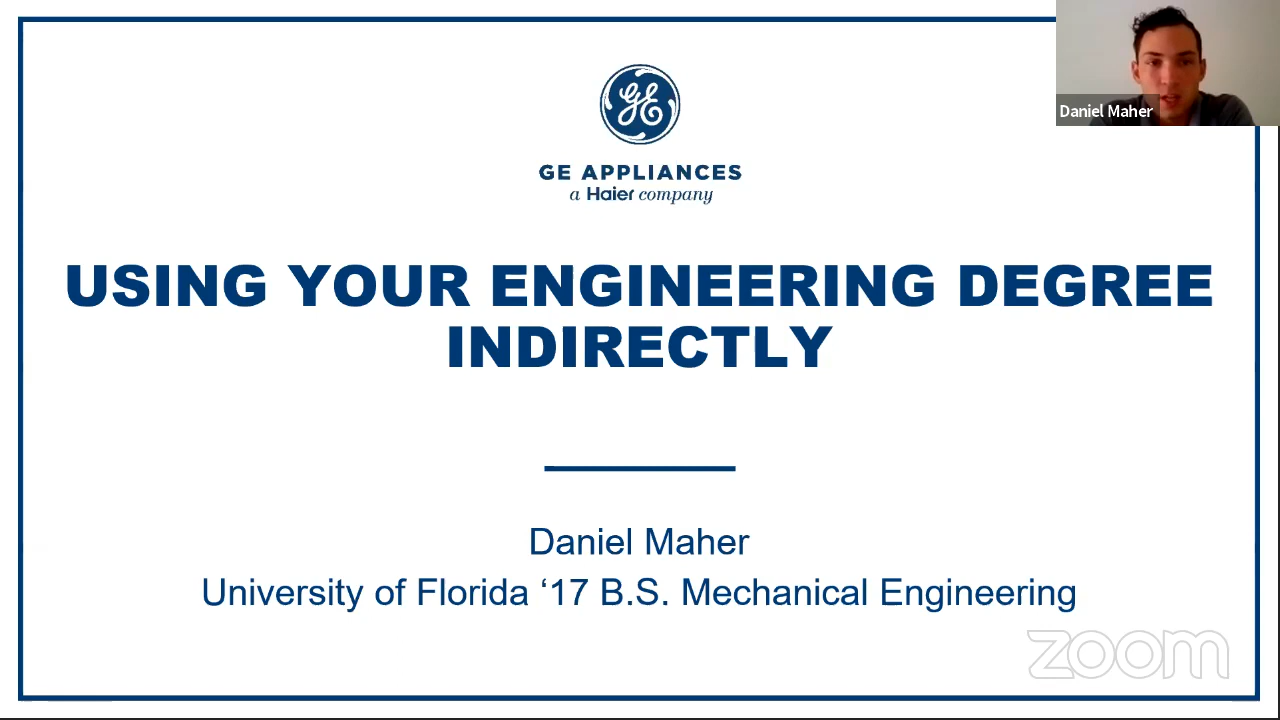 Daniel Maher
GE
GE APPLIANCES
a Haier company
USING YOUR ENGINEERING DEGREE
INDIRECTLY
Daniel Maher
University of Florida ‘17 B.S. Mechanical Engineering
zoom